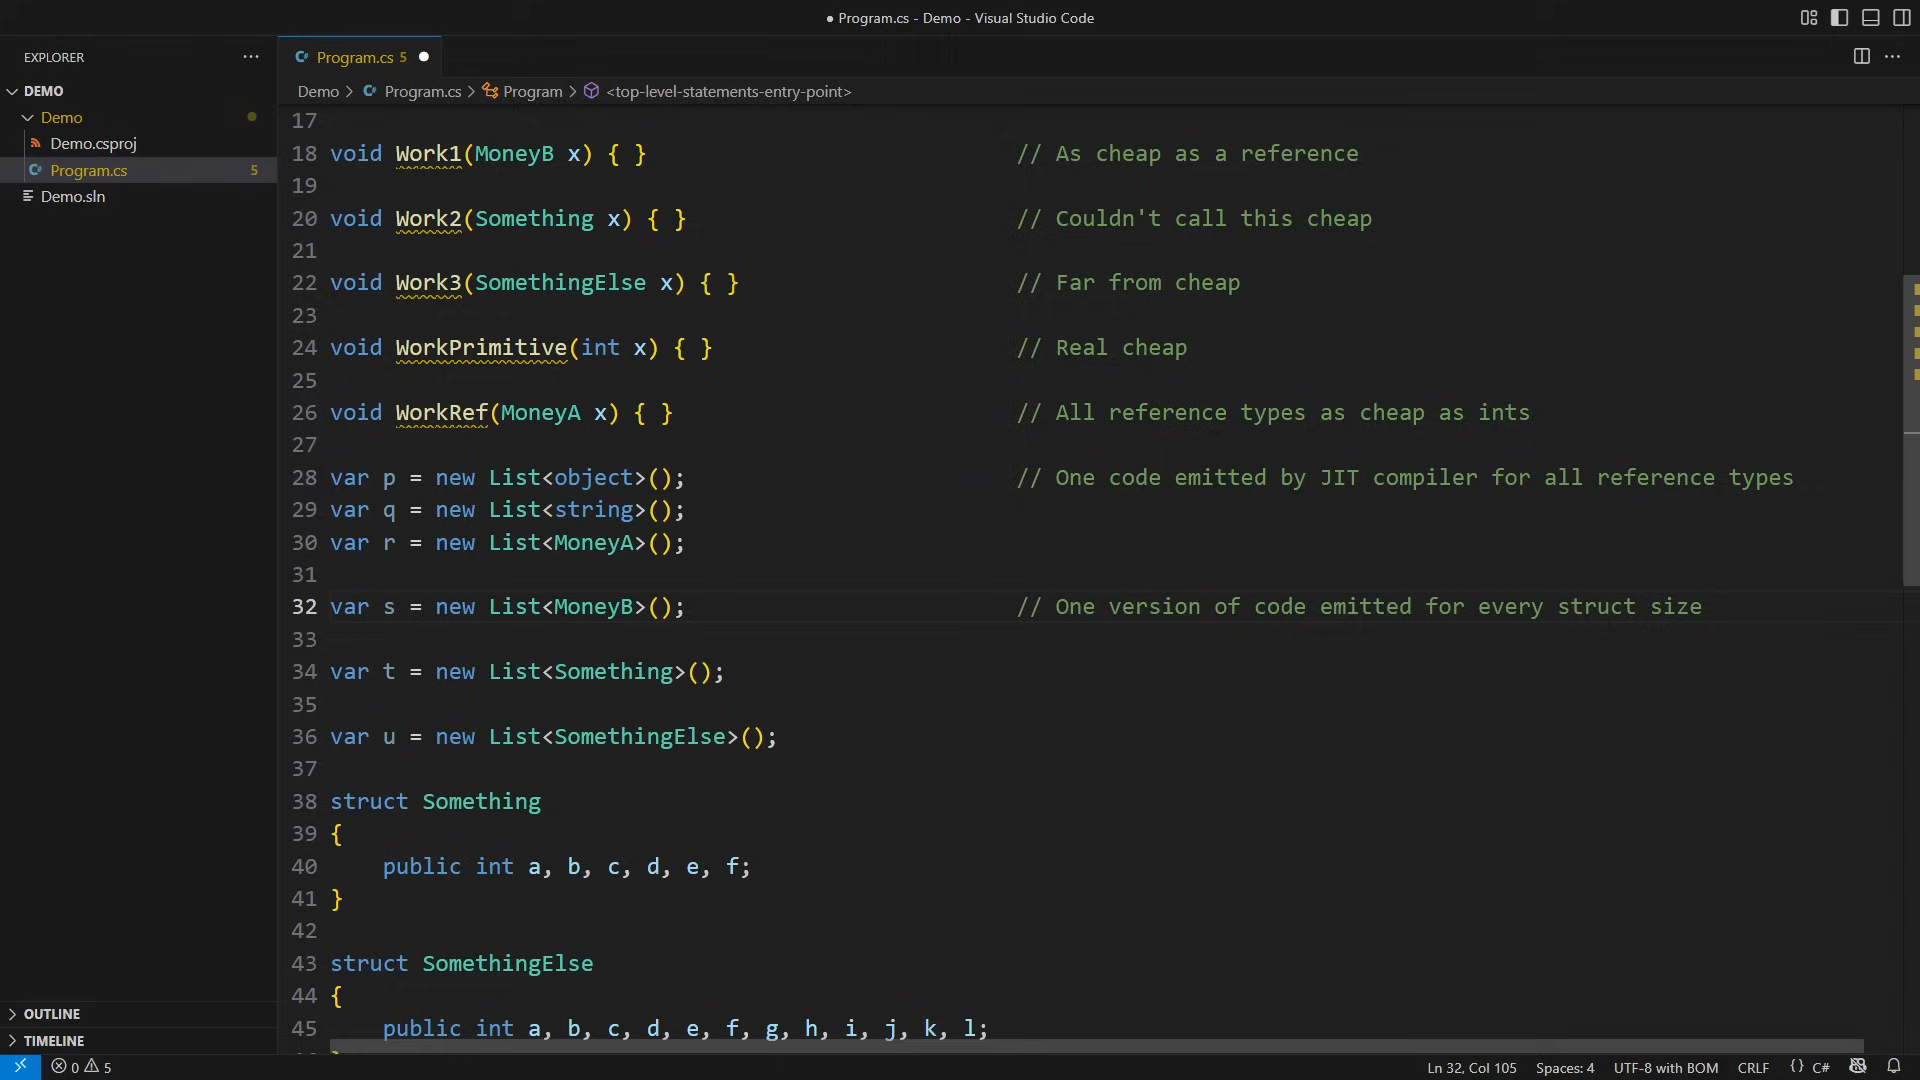 ● Program.cs - Demo - Visual Studio Code
EXPLORER
DEMO
Demo
Demo.csproj
Program.cs 5
Demo.sln
OUTLINE
TIMELINE
Program.cs 5
Demo > Program.cs > Program > <top-level-statements-entry-point>
17
18 void Work1(MoneyB x) { } // As cheap as a reference
19
20 void Work2(Something x) { } // Couldn't call this cheap
21
22 void Work3(SomethingElse x) { } // Far from cheap
23
24 void WorkPrimitive(int x) { } // Real cheap
25
26 void WorkRef(MoneyA x) { } // All reference types as cheap as ints
27
28 var p = new List<object>(); // One code emitted by JIT compiler for all reference types
29 var q = new List<string>();
30 var r = new List<MoneyA>();
31
32 var s = new List<MoneyB>(); // One version of code emitted for every struct size
33
34 var t = new List<Something>();
35
36 var u = new List<SomethingElse>();
37
38 struct Something
39 {
40 public int a, b, c, d, e, f;
41 }
42
43 struct SomethingElse
44 {
45 public int a, b, c, d, e, f, g, h, i, j, k, l;
0 5
Ln 32, Col 105 Spaces: 4 UTF-8 with BOM CRLF {} C#